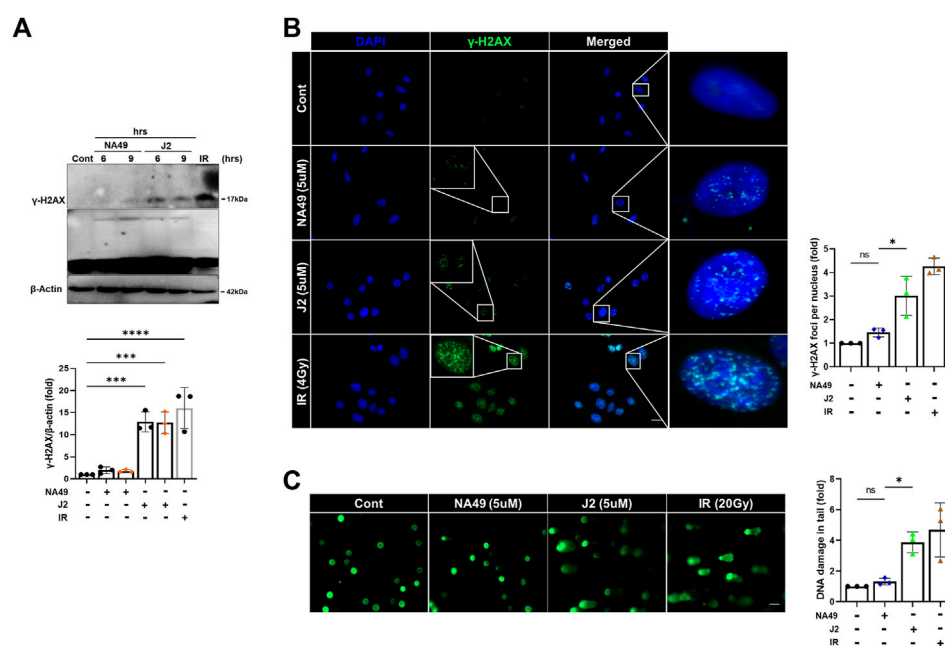 A
hrs
NA49 J2
Cont 6 9 6 9 IR (hrs)
γ-H2AX
17kDa
β-Actin
42kDa
****
***
***
γ-H2AX/β-actin (fold)
25
20
15
10
5
0
NA49 - + + - - -
J2 - - - + + -
IR - - - - - +
B
DAPI γ-H2AX Merged
Cont
NA49 (5uM)
J2 (5uM)
IR (4Gy)
γ-H2AX foci per nucleus (fold)
ns
*
5
4
3
2
1
0
NA49 - + - -
J2 - - + -
IR - - - +
C
Cont NA49 (5uM) J2 (5uM) IR (20Gy)
DNA damage in tail (fold)
ns
*
8
6
4
2
0
NA49 - + - -
J2 - - + -
IR - - - +